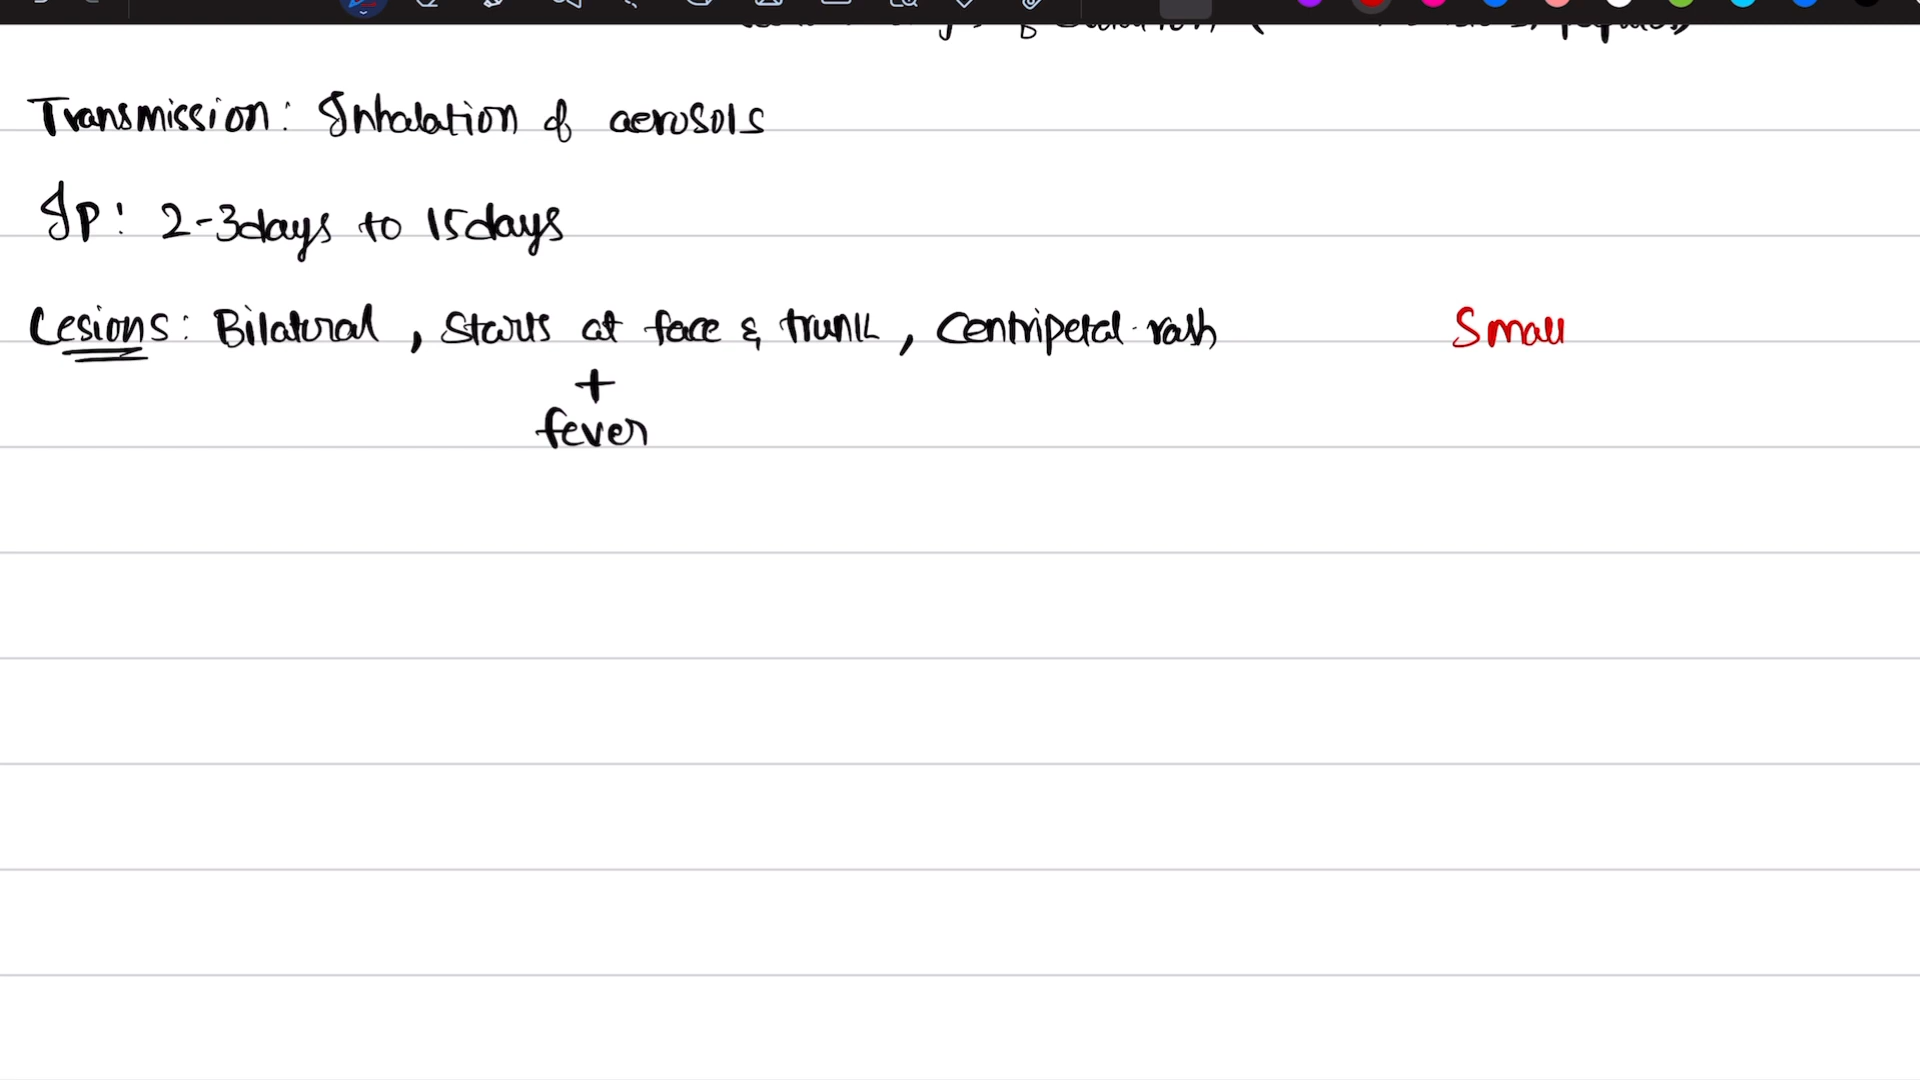 Transmission: Inhalation of aerosols
IP: 2-3days to 15days
Lesions: Bilateral, Starts at face & trunk, Centripetal rash Small
+
fever